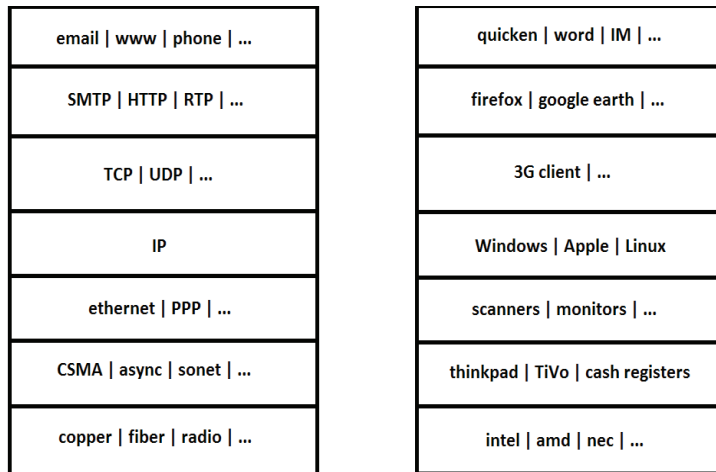 email | www | phone | ...
SMTP | HTTP | RTP | ...
TCP | UDP | ...
IP
ethernet | PPP | ...
CSMA | async | sonet | ...
copper | fiber | radio | ...
quicken | word | IM | ...
firefox | google earth | ...
3G client | ...
Windows | Apple | Linux
scanners | monitors | ...
thinkpad | TiVo | cash registers
intel | amd | nec | ...